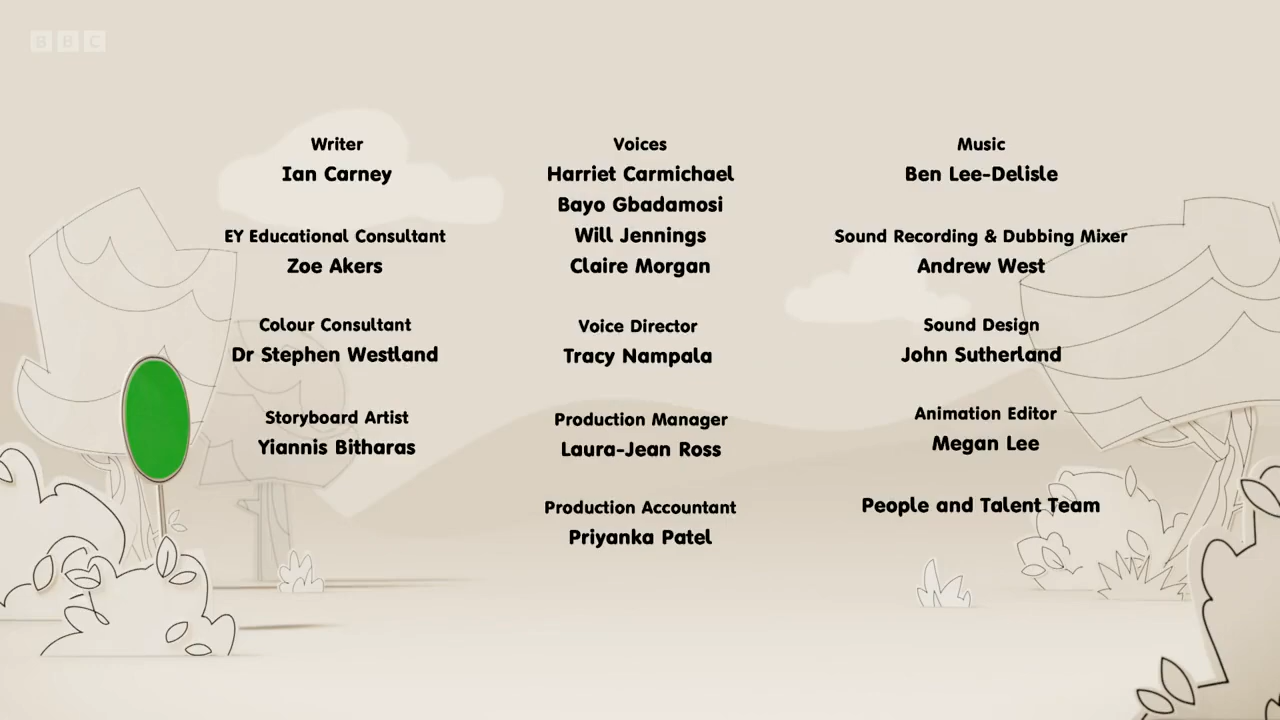 BBC
Writer
Ian Carney
EY Educational Consultant
Zoe Akers
Colour Consultant
Dr Stephen Westland
Storyboard Artist
Yiannis Bitharas
Voices
Harriet Carmichael
Bayo Gbadamosi
Will Jennings
Claire Morgan
Voice Director
Tracy Nampala
Production Manager
Laura-Jean Ross
Production Accountant
Priyanka Patel
Music
Ben Lee-Delisle
Sound Recording & Dubbing Mixer
Andrew West
Sound Design
John Sutherland
Animation Editor
Megan Lee
People and Talent Team